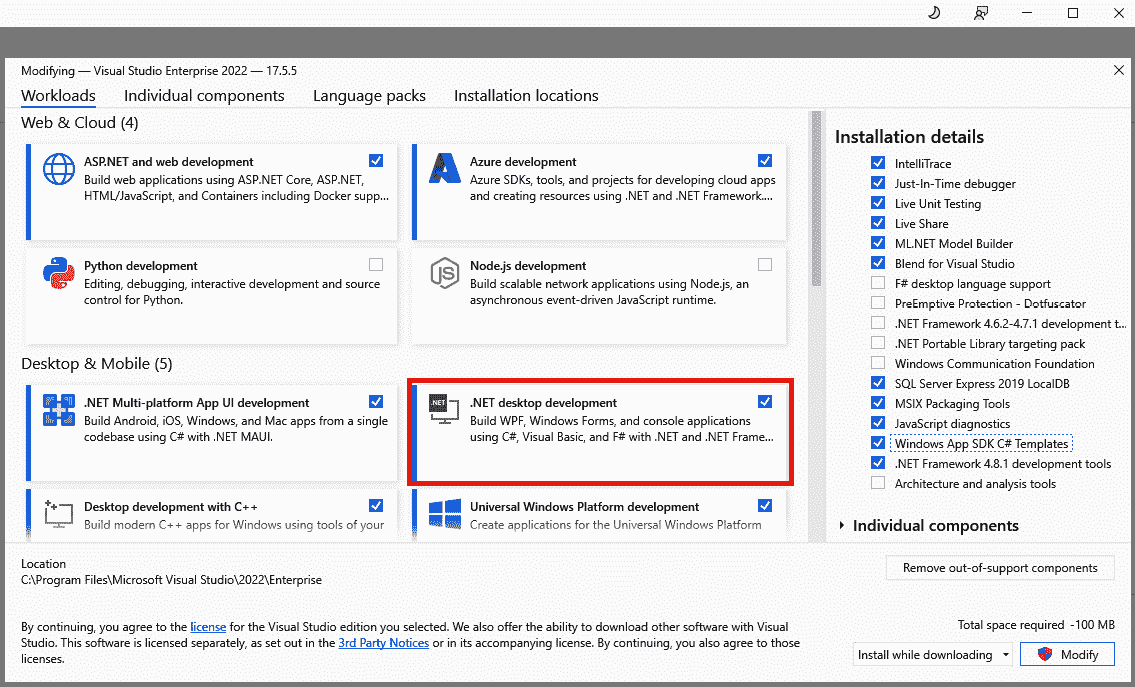 Modifying — Visual Studio Enterprise 2022 — 17.5.5
Workloads
Individual components
Language packs
Installation locations
Web & Cloud (4)
ASP.NET and web development
Build web applications using ASP.NET Core, ASP.NET,
HTML/JavaScript, and Containers including Docker supp...
Azure development
Azure SDKs, tools, and projects for developing cloud apps
and creating resources using .NET and .NET Framework....
Python development
Editing, debugging, interactive development and source
control for Python.
JS
Node.js development
Build scalable network applications using Node.js, an
asynchronous event-driven JavaScript runtime.
Desktop & Mobile (5)
.NET Multi-platform App UI development
Build Android, iOS, Windows, and Mac apps from a single
codebase using C# with .NET MAUI.
.NET
.NET desktop development
Build WPF, Windows Forms, and console applications
using C#, Visual Basic, and F# with .NET and .NET Frame...
Desktop development with C++
Build modern C++ apps for Windows using tools of your
Universal Windows Platform development
Create applications for the Universal Windows Platform
Installation details
IntelliTrace
Just-In-Time debugger
Live Unit Testing
Live Share
ML.NET Model Builder
Blend for Visual Studio
F# desktop language support
PreEmptive Protection - Dotfuscator
.NET Framework 4.6.2-4.7.1 development t...
.NET Portable Library targeting pack
Windows Communication Foundation
SQL Server Express 2019 LocalDB
MSIX Packaging Tools
JavaScript diagnostics
Windows App SDK C# Templates
.NET Framework 4.8.1 development tools
Architecture and analysis tools
Individual components
Location
C:\Program Files\Microsoft Visual Studio\2022\Enterprise
Remove out-of-support components
By continuing, you agree to the license for the Visual Studio edition you selected. We also offer the ability to download other software with Visual
Studio. This software is licensed separately, as set out in the 3rd Party Notices or in its accompanying license. By continuing, you also agree to those
licenses.
Total space required -100 MB
Install while downloading
Modify